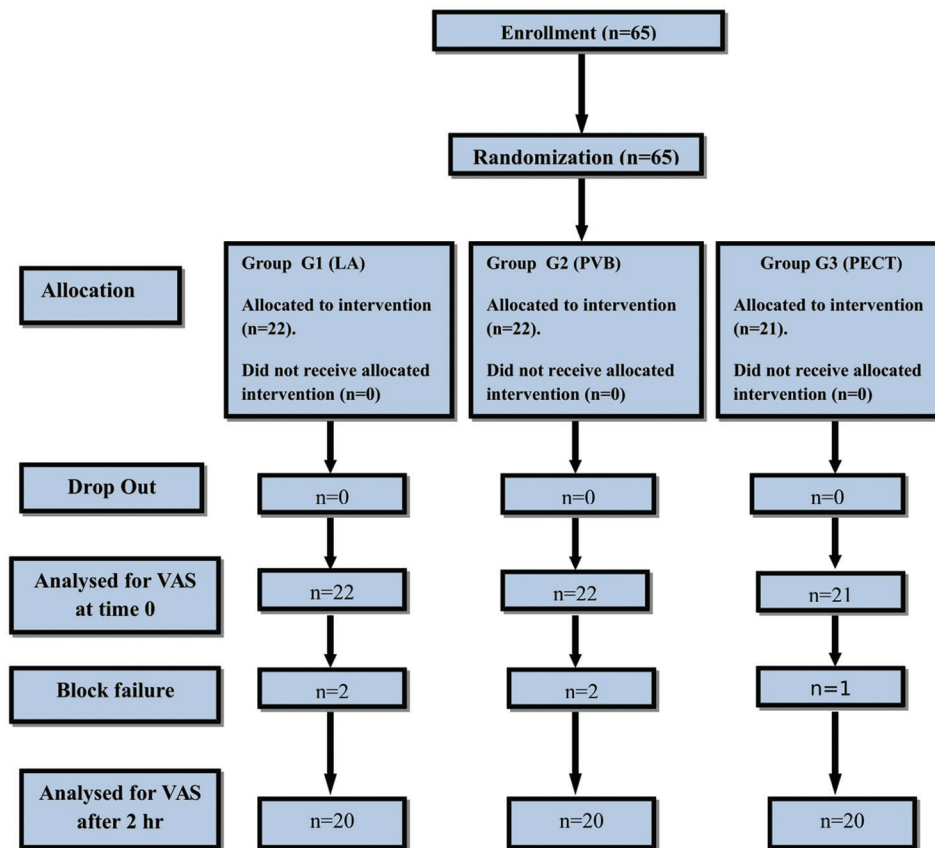 Enrollment (n=65)
Randomization (n=65)
Allocation
Group G1 (LA)
Allocated to intervention
(n=22).
Did not receive allocated
intervention (n=0)
Group G2 (PVB)
Allocated to intervention
(n=22).
Did not receive allocated
intervention (n=0)
Group G3 (PECT)
Allocated to intervention
(n=21).
Did not receive allocated
intervention (n=0)
Drop Out
n=0
n=0
n=0
Analysed for VAS
at time 0
n=22
n=22
n=21
Block failure
n=2
n=2
n=1
Analysed for VAS
after 2 hr
n=20
n=20
n=20